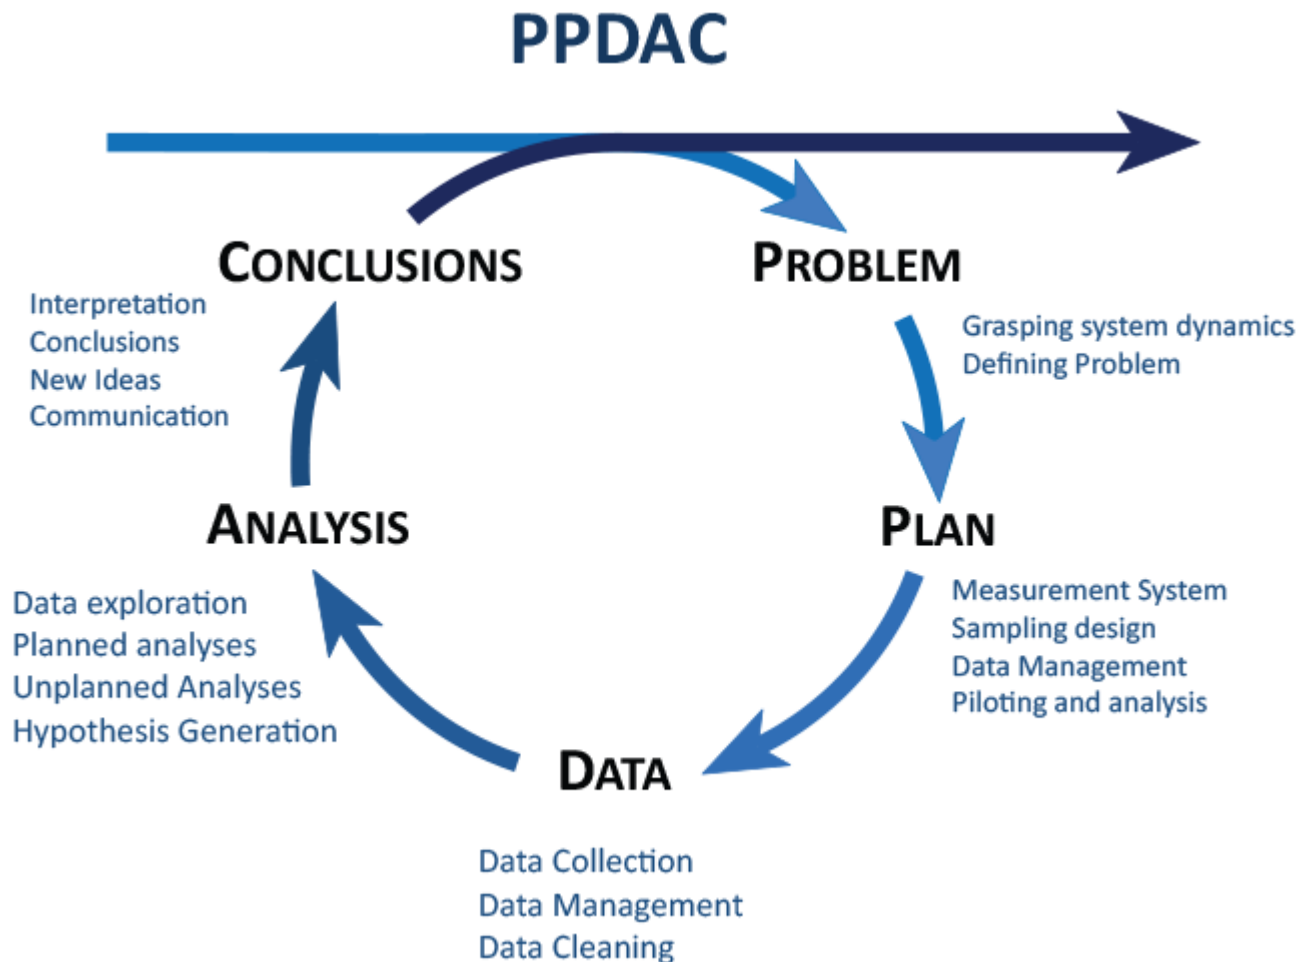 PPDAC
CONCLUSIONS
Interpretation
Conclusions
New Ideas
Communication
PROBLEM
Grasping system dynamics
Defining Problem
PLAN
Measurement System
Sampling design
Data Management
Piloting and analysis
ANALYSIS
Data exploration
Planned analyses
Unplanned Analyses
Hypothesis Generation
DATA
Data Collection
Data Management
Data Cleaning